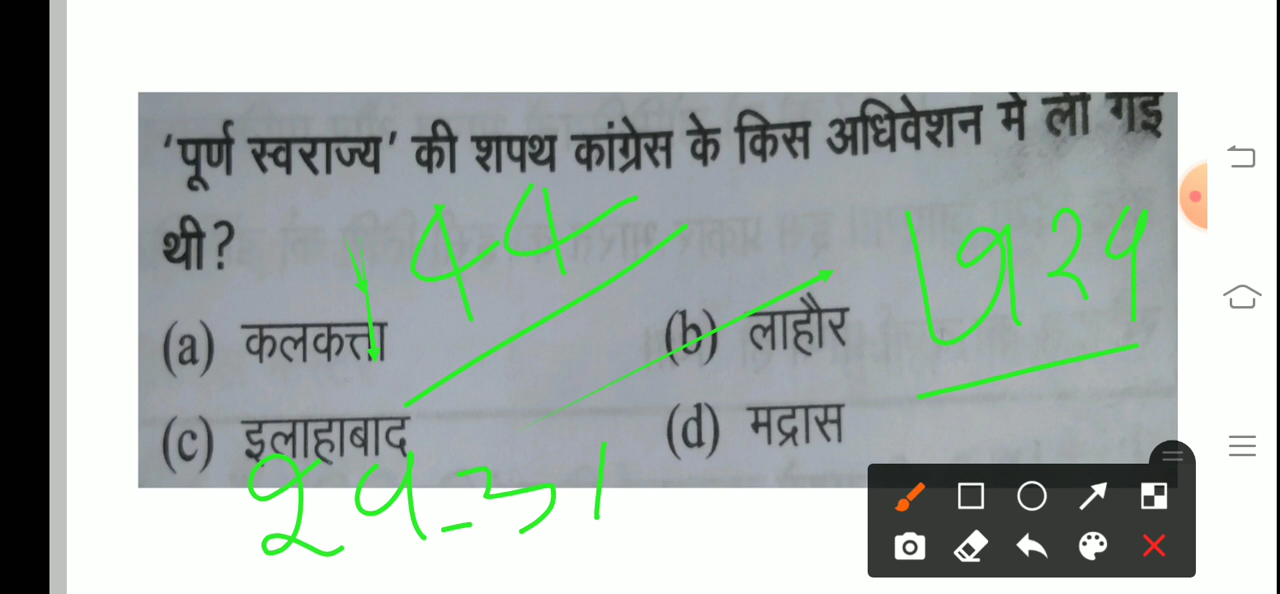 'पूर्ण स्वराज्य' की शपथ कांग्रेस के किस अधिवेशन में ली गई
थी?
44
1929
(a) कलकत्ता (b) लाहौर
(c) इलाहाबाद (d) मद्रास
29-31